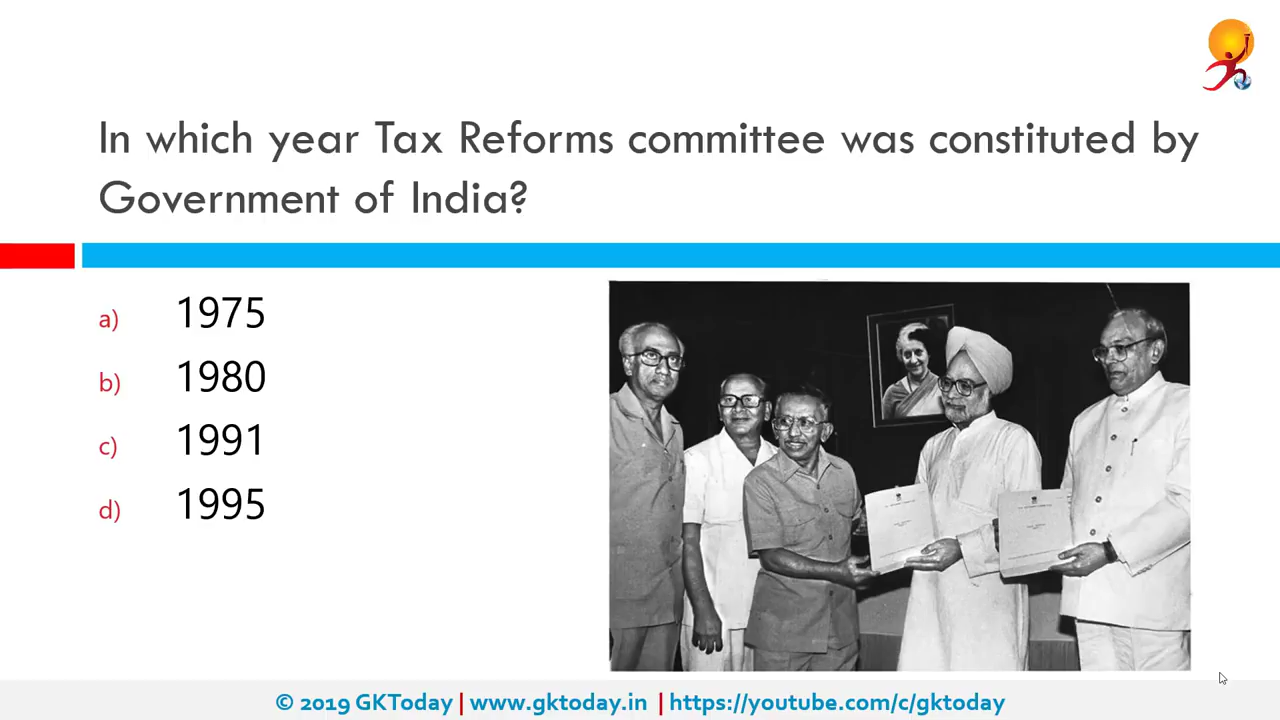 In which year Tax Reforms committee was constituted by
Government of India?
a) 1975
b) 1980
c) 1991
d) 1995
© 2019 GKToday | www.gktoday.in | https://youtube.com/c/gktoday